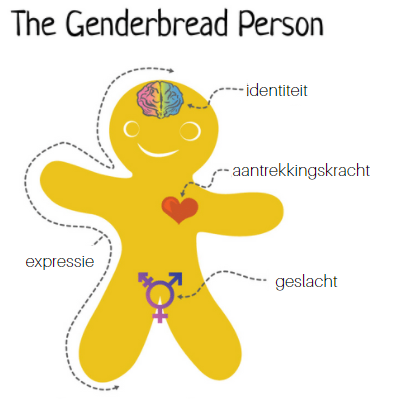 The Genderbread Person
identiteit
aantrekkingskracht
expressie
geslacht